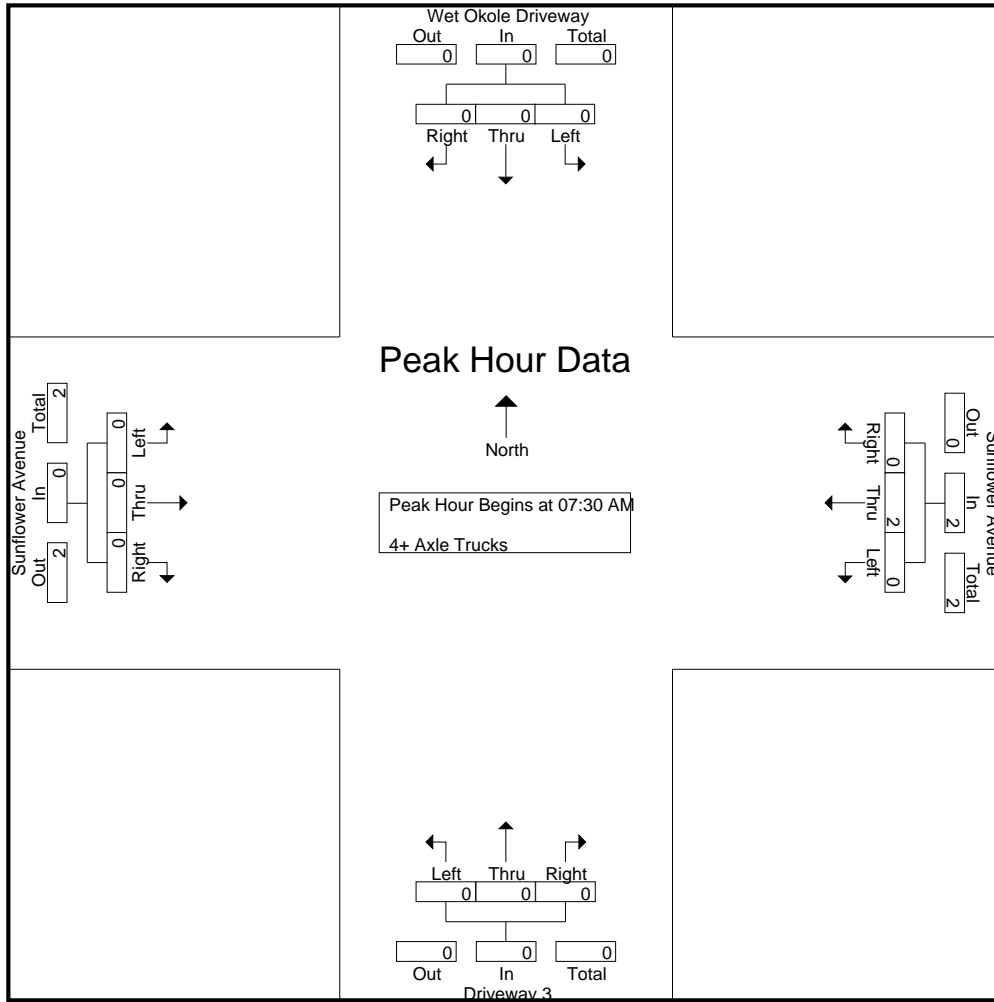 Wet Okole Driveway
Out In Total
0 0 0
0 0 0
Right Thru Left
Peak Hour Data
North
Peak Hour Begins at 07:30 AM
4+ Axle Trucks
Sunflower Avenue
Total In Out
2 0 2
0 0 0
Left Thru Right
Sunflower Avenue
Out In Total
0 2 2
0 2 0
Right Thru Left
Left Thru Right
0 0 0
0 0 0
Out In Total
Driveway 3